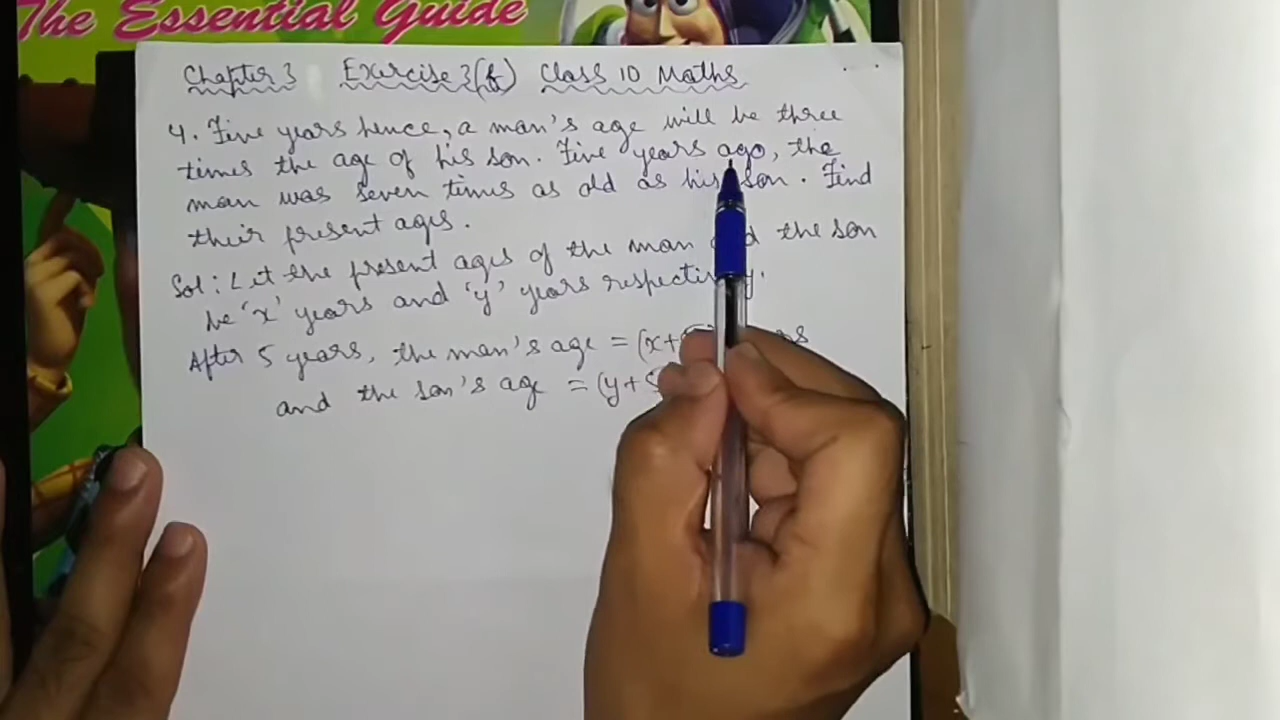 The Essential Guide
Chapter 3 Exercise 3(f) Class 10 Maths
4. Five years hence, a man's age will be three
times the age of his son. Five years ago, the
man was seven times as old as his son. Find
their present ages.
Sol: Let the present ages of the man and the son
be 'x' years and 'y' years respectively.
After 5 years, the man's age = (x+
and the son's age = (y+5